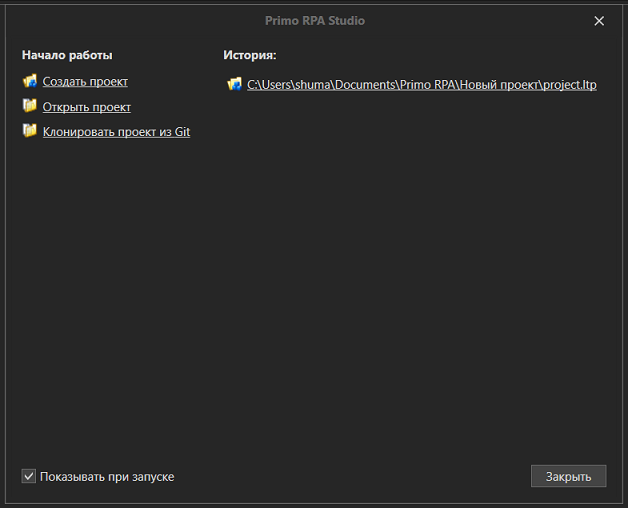 Primo RPA Studio
Начало работы
Создать проект
Открыть проект
Клонировать проект из Git
История:
C:\Users\shuma\Documents\Primo RPA\Новый проект\project.ltp
Показывать при запуске
Закрыть